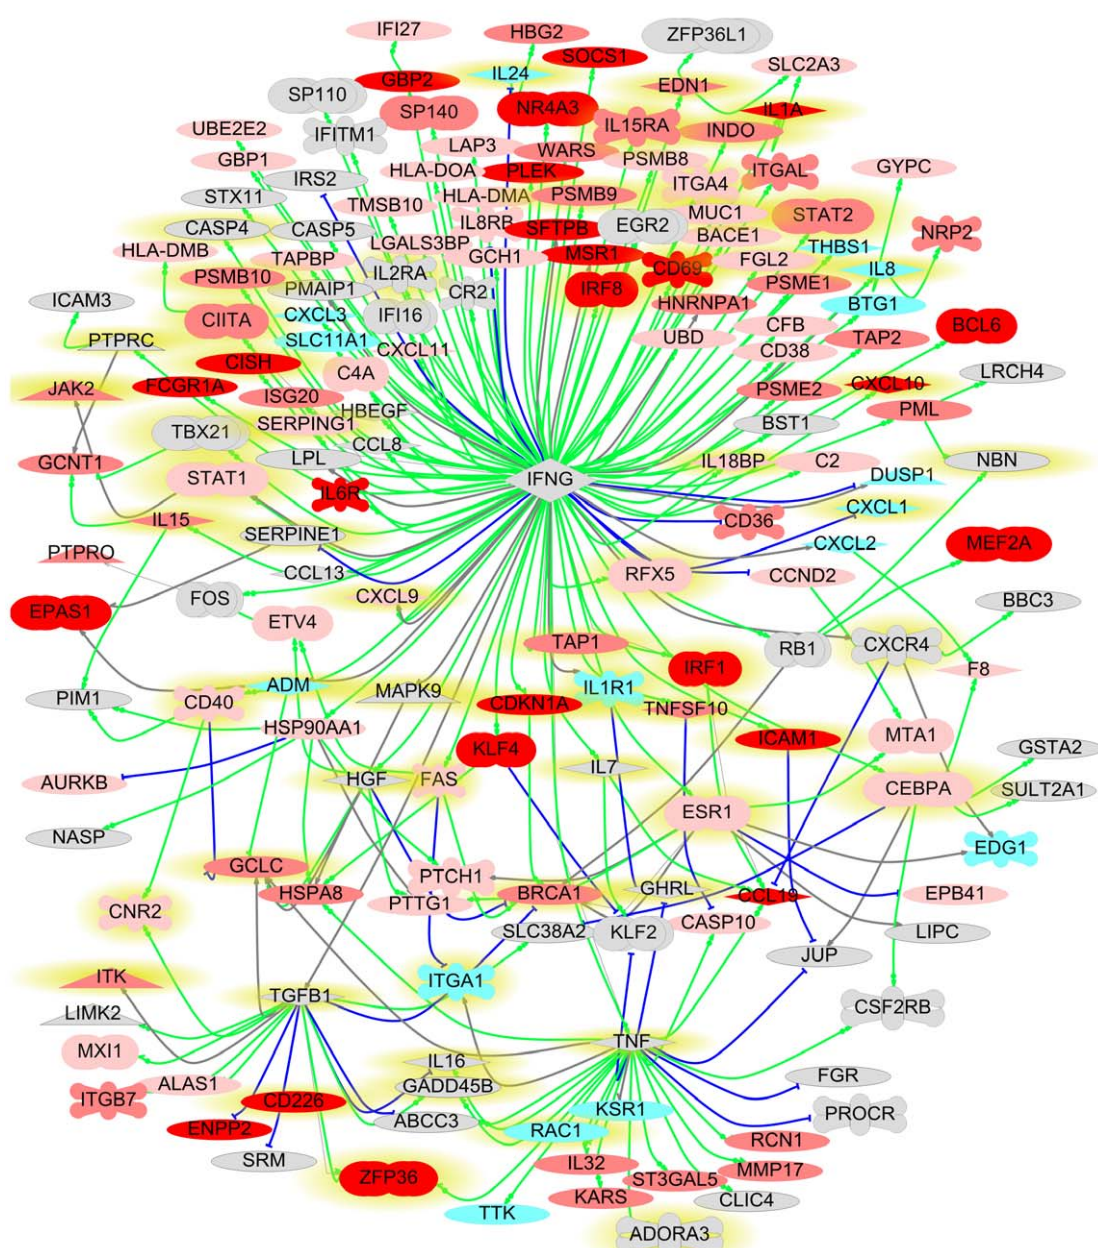 IFI27
HBG2
ZFP36L1
SOCS1
SLC2A3
GBP2
IL24
EDN1
SP110
NR4A3
IL1A
SP140
IL15RA
INDO
UBE2E2
IFITM1
LAP3
WARS
PSMB8
GBP1
HLA-DOA
PLEK
ITGAL
GYPC
IRS2
ITGA4
STX11
HLA-DMA
PSMB9
TMSB10
MUC1
STAT2
CASP4
CASP5
IL8RB
SFTPB
EGR2
NRP2
BACE1
HLA-DMB
LGALS3BP
THBS1
TAPBP
GCH1
MSR1
FGL2
IL8
PSMB10
IL2RA
CD69
PMAIP1
CR2
IRF8
PSME1
ICAM3
HNRNPA1
BTG1
CXCL3
IFI16
CIITA
CFB
BCL6
PTPRC
SLC11A1
UBD
TAP2
CXCL11
CD38
CISH
C4A
LRCH4
JAK2
FCGR1A
PSME2
CXCL10
ISG20
HBEGF
PML
TBX21
SERPING1
BST1
CCL8
GCNT1
LPL
IL18BP
C2
NBN
STAT1
IFNG
DUSP1
IL6R
CXCL1
IL15
CD36
SERPINE1
CXCL2
MEF2A
PTPRO
CCL13
RFX5
CCND2
FOS
CXCL9
BBC3
EPAS1
ETV4
TAP1
RB1
CXCR4
IRF1
F8
ADM
IL1R1
PIM1
CD40
MAPK9
CDKN1A
TNFSF10
HSP90AA1
ICAM1
MTA1
KLF4
GSTA2
IL7
AURKB
HGF
FAS
CEBPA
SULT2A1
ESR1
NASP
EDG1
GCLC
PTCH1
HSPA8
GHRL
CCL19
EPB41
PTTG1
BRCA1
CNR2
CASP10
SLC38A2
KLF2
LIPC
JUP
ITK
ITGA1
TGFB1
CSF2RB
LIMK2
TNF
MXI1
IL16
FGR
ALAS1
GADD45B
ITGB7
CD226
KSR1
PROCR
ABCC3
ENPP2
RAC1
RCN1
SRM
IL32
MMP17
ZFP36
ST3GAL5
KARS
CLIC4
TTK
ADORA3